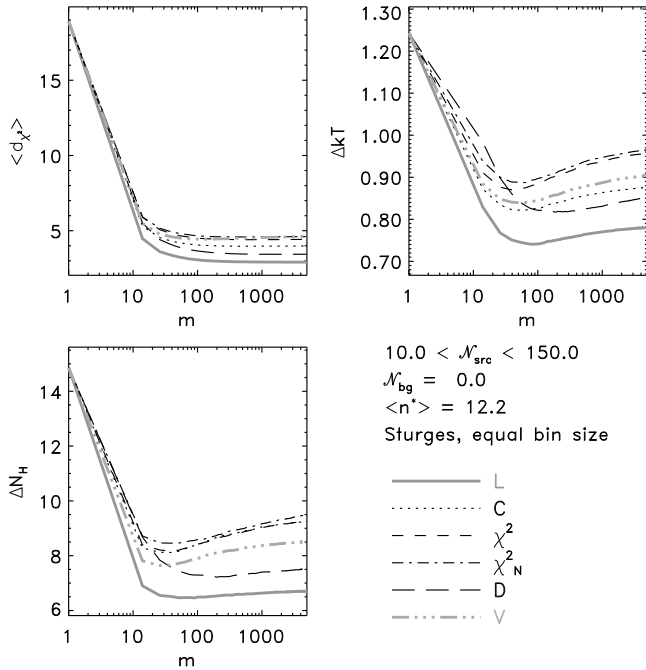 15
10
5
<d_χ²>
1 10 100 1000
m
1.30
1.20
1.10
1.00
0.90
0.80
0.70
ΔkT
1 10 100 1000
m
16
14
12
10
8
6
ΔN_H
1 10 100 1000
m
10.0 < 𝒩_src < 150.0
𝒩_bg = 0.0
<n*> = 12.2
Sturges, equal bin size
L
C
χ²
χ²_N
D
V